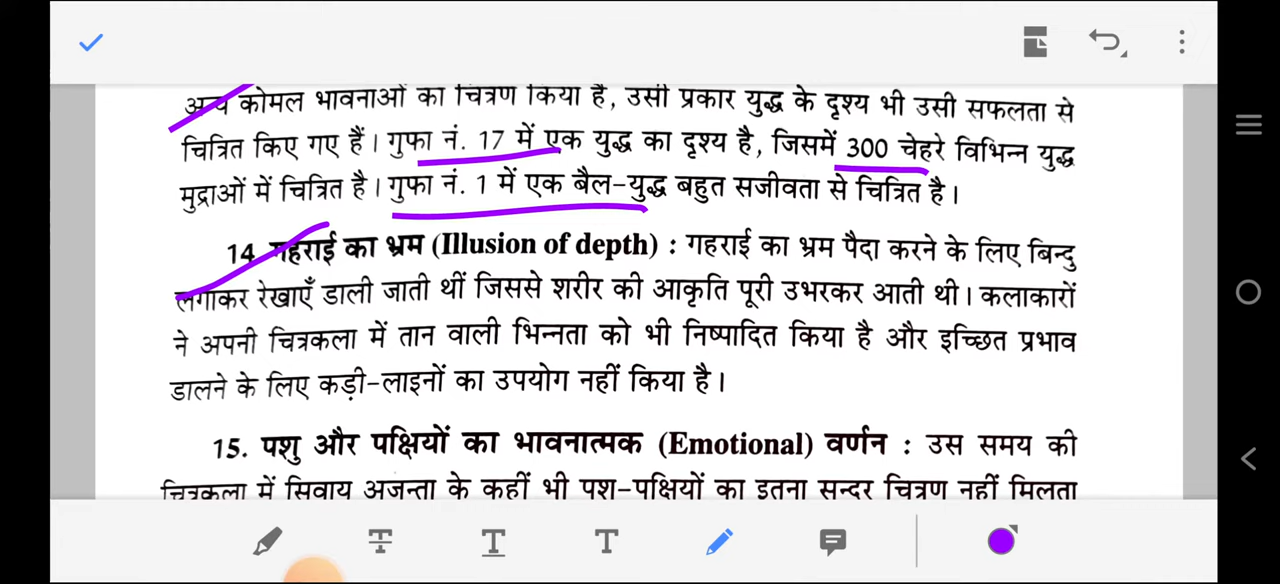 अन्य कोमल भावनाओं का चित्रण किया है, उसी प्रकार युद्ध के दृश्य भी उसी सफलता से
चित्रित किए गए हैं। गुफा नं. 17 में एक युद्ध का दृश्य है, जिसमें 300 चेहरे विभिन्न युद्ध
मुद्राओं में चित्रित है। गुफा नं. 1 में एक बैल-युद्ध बहुत सजीवता से चित्रित है।
14. गहराई का भ्रम (Illusion of depth) : गहराई का भ्रम पैदा करने के लिए बिन्दु
लगाकर रेखाएँ डाली जाती थीं जिससे शरीर की आकृति पूरी उभरकर आती थी। कलाकारों
ने अपनी चित्रकला में तान वाली भिन्नता को भी निष्पादित किया है और इच्छित प्रभाव
डालने के लिए कड़ी-लाइनों का उपयोग नहीं किया है।
15. पशु और पक्षियों का भावनात्मक (Emotional) वर्णन : उस समय की
चित्रकला में सिवाय अजन्ता के कहीं भी पशु-पक्षियों का इतना सुन्दर चित्रण नहीं मिलता